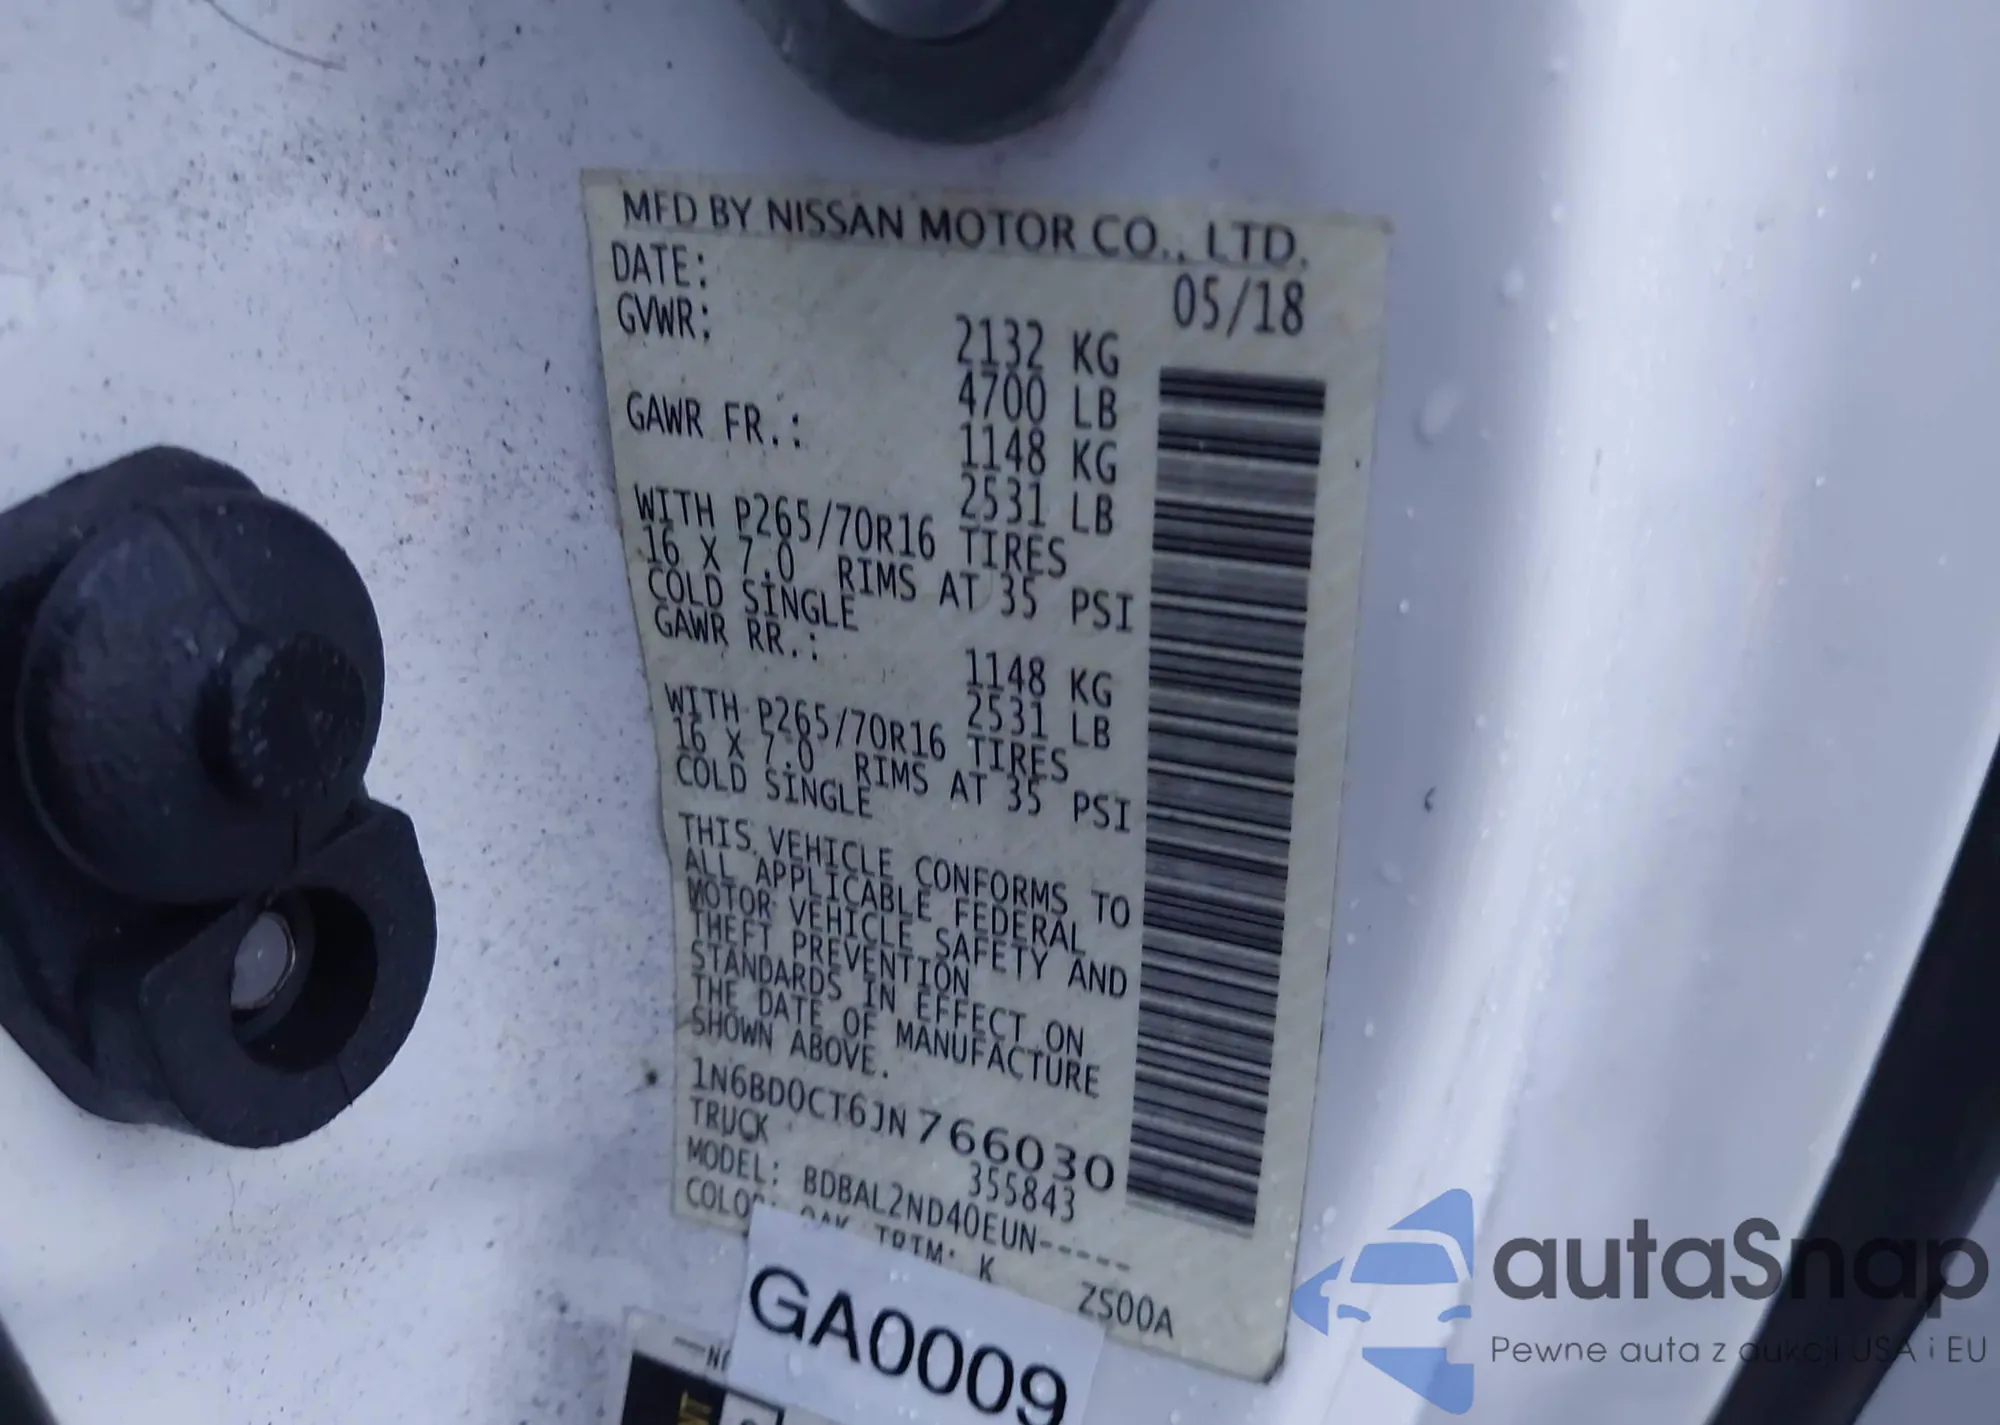 MFD BY NISSAN MOTOR CO., LTD.
DATE: 05/18
GVWR: 2132 KG
4700 LB
GAWR FR.: 1148 KG
2531 LB
WITH P265/70R16 TIRES
16 X 7.0 RIMS AT 35 PSI
COLD SINGLE
GAWR RR.: 1148 KG
2531 LB
WITH P265/70R16 TIRES
16 X 7.0 RIMS AT 35 PSI
COLD SINGLE
THIS VEHICLE CONFORMS TO
ALL APPLICABLE FEDERAL
MOTOR VEHICLE SAFETY AND
THEFT PREVENTION
STANDARDS IN EFFECT ON
THE DATE OF MANUFACTURE
SHOWN ABOVE.
1N6BD0CT6JN766030
TRUCK 355843
MODEL: BDBAL2ND40EUN-----
COLOR: QAK TRIM: K ZS00A
GA0009
autaSnap
Pewne auta z aukcji USA i EU